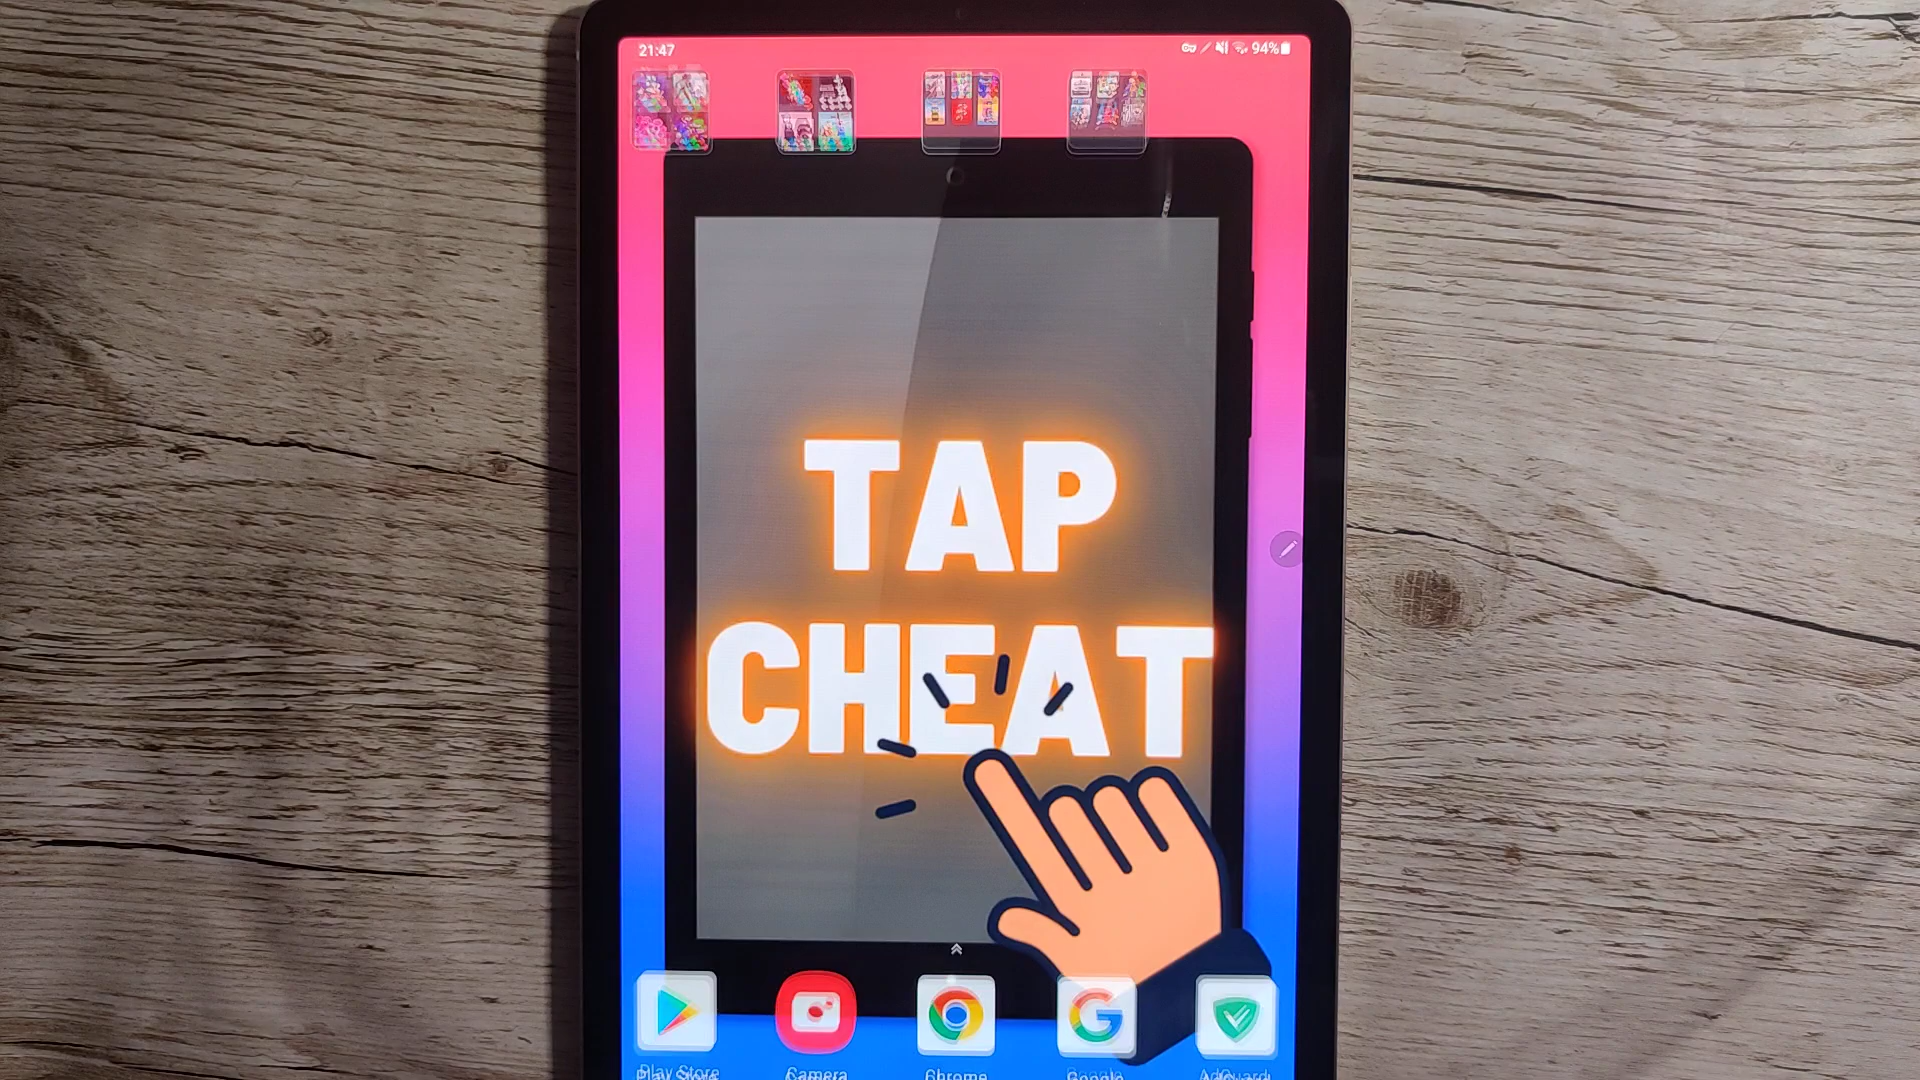 21:47
94%
TAP
CHEAT
Play Store
Camera
Chrome
Google
AdGuard